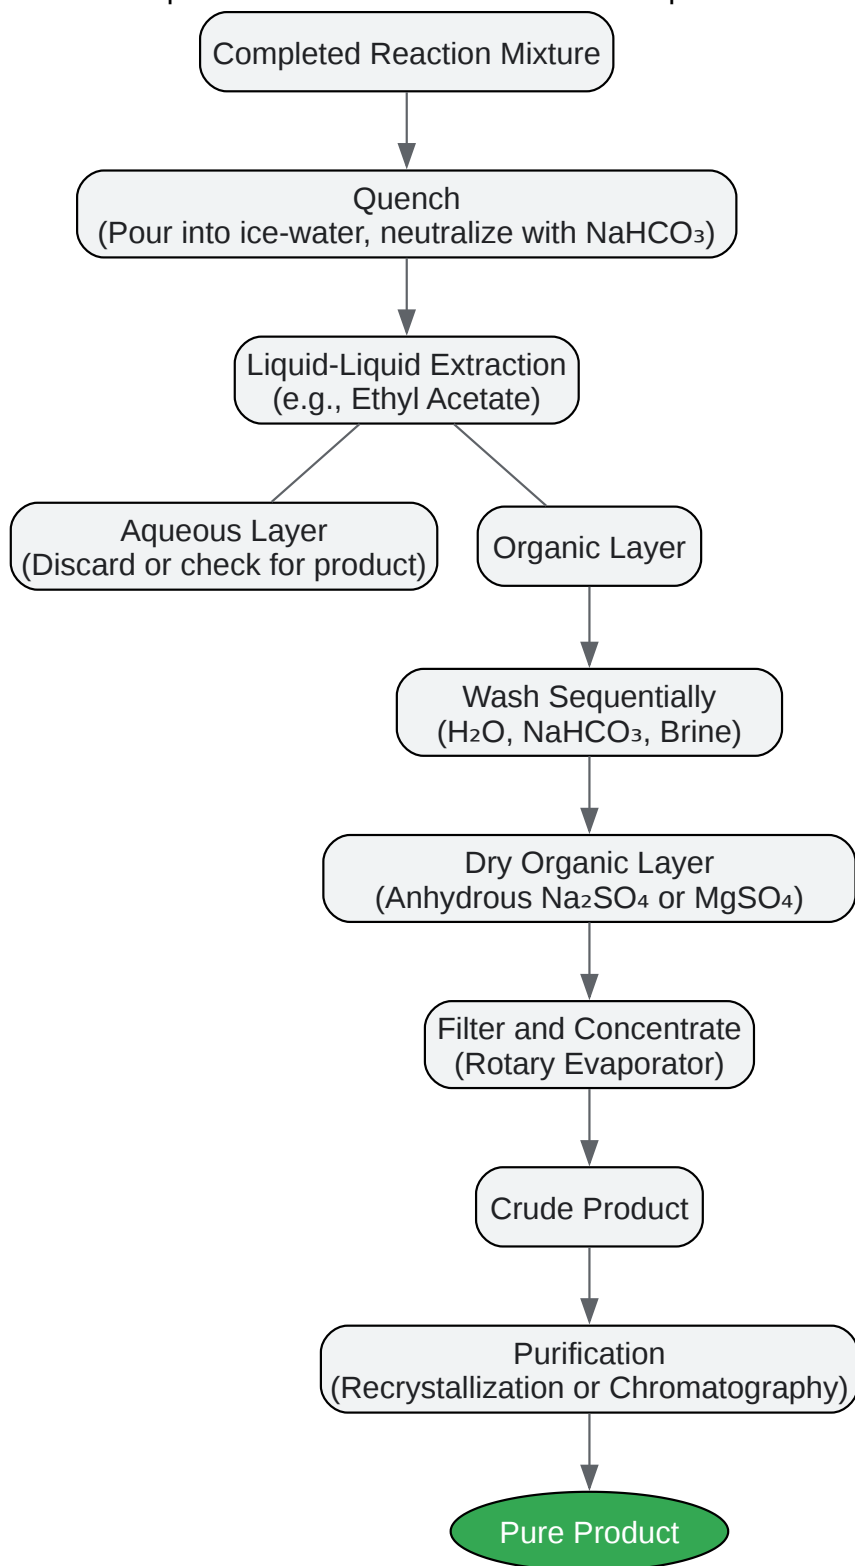 Completed Reaction Mixture
Quench
(Pour into ice-water, neutralize with NaHCO₃)
Liquid-Liquid Extraction
(e.g., Ethyl Acetate)
Aqueous Layer
(Discard or check for product)
Organic Layer
Wash Sequentially
(H₂O, NaHCO₃, Brine)
Dry Organic Layer
(Anhydrous Na₂SO₄ or MgSO₄)
Filter and Concentrate
(Rotary Evaporator)
Crude Product
Purification
(Recrystallization or Chromatography)
Pure Product